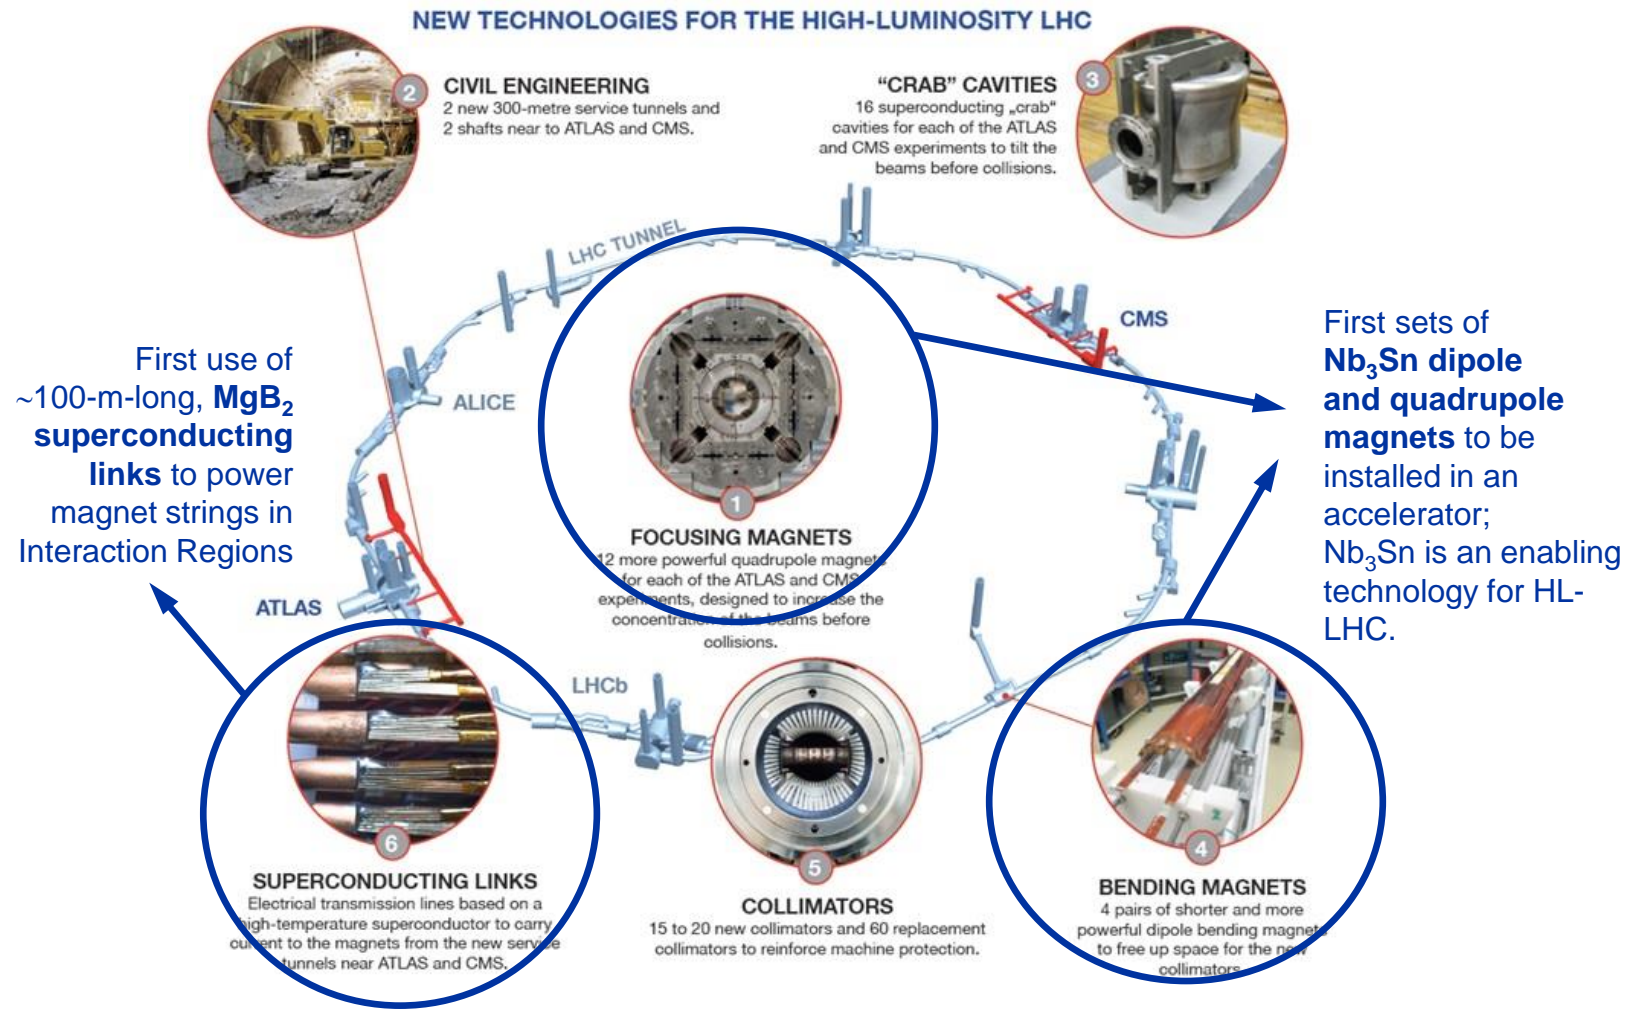 NEW TECHNOLOGIES FOR THE HIGH-LUMINOSITY LHC
2
CIVIL ENGINEERING
2 new 300-metre service tunnels and
2 shafts near to ATLAS and CMS.
3
“CRAB” CAVITIES
16 superconducting „crab“
cavities for each of the ATLAS
and CMS experiments to tilt the
beams before collisions.
LHC TUNNEL
CMS
ALICE
ATLAS
LHCb
First use of
~100-m-long, MgB₂
superconducting
links to power
magnet strings in
Interaction Regions
1
FOCUSING MAGNETS
12 more powerful quadrupole magnets
for each of the ATLAS and CMS
experiments, designed to increase the
concentration of the beams before
collisions.
First sets of
Nb₃Sn dipole
and quadrupole
magnets to be
installed in an
accelerator;
Nb₃Sn is an enabling
technology for HL-
LHC.
6
SUPERCONDUCTING LINKS
Electrical transmission lines based on a
high-temperature superconductor to carry
current to the magnets from the new service
tunnels near ATLAS and CMS.
5
COLLIMATORS
15 to 20 new collimators and 60 replacement
collimators to reinforce machine protection.
4
BENDING MAGNETS
4 pairs of shorter and more
powerful dipole bending magnets
to free up space for the new
collimators.